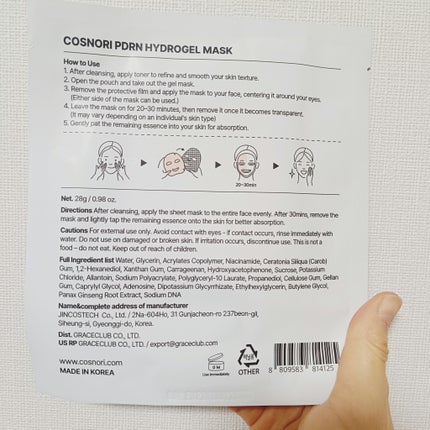 COSNORI PDRN HYDROGEL MASK
How to Use
1. After cleansing, apply toner to refine and smooth your skin texture.
2. Open the pouch and take out the gel mask.
3. Remove the protective film and apply the mask to your face, centering it around your eyes,
(Either side of the mask can be used.)
4. Leave the mask on for 20-30 minutes, then remove it once it becomes transparent.
(It may vary depending on an individual's skin type)
5. Gently pat the remaining essence into your skin for absorption.
20~30min
Net. 28g / 0.98 oz.
Directions After cleansing, apply the sheet mask to the entire face evenly. After 30mins, remove the
mask and lightly tap the remaining essence onto the skin for better absorption.
Cautions For external use only. Avoid contact with eyes - if contact occurs, rinse immediately with
water. Do not use on damaged or broken skin. If irritation occurs, discontinue use. This is not a
food – do not eat. Keep out of reach of children.
Full Ingredient list Water, Glycerin, Acrylates Copolymer, Niacinamide, Ceratonia Siliqua (Carob)
Gum, 1,2-Hexanediol, Xanthan Gum, Carrageenan, Hydroxyacetophenone, Sucrose, Potassium
Chloride, Allantoin, Sodium Polyacrylate, Polyglyceryl-10 Laurate, Propanediol, Cellulose Gum, Gellan
Gum, Caprylyl Glycol, Adenosine, Dipotassium Glycyrrhizate, Ethylhexylglycerin, Butylene Glycol,
Panax Ginseng Root Extract, Sodium DNA
Name&complete address of manufacturer
JINCOSTECH Co., Ltd. / 2Na-604Ho, 31 Gunjacheon-ro 237beon-gil,
Siheung-si, Gyeonggi-do, Korea.
Dist. GRACECLUB CO., LTD.
US RP GRACECLUB CO., LTD. / export@graceclub.com
www.cosnori.com
MADE IN KOREA
0 M
Use immediately
OTHER
8 809583 814125